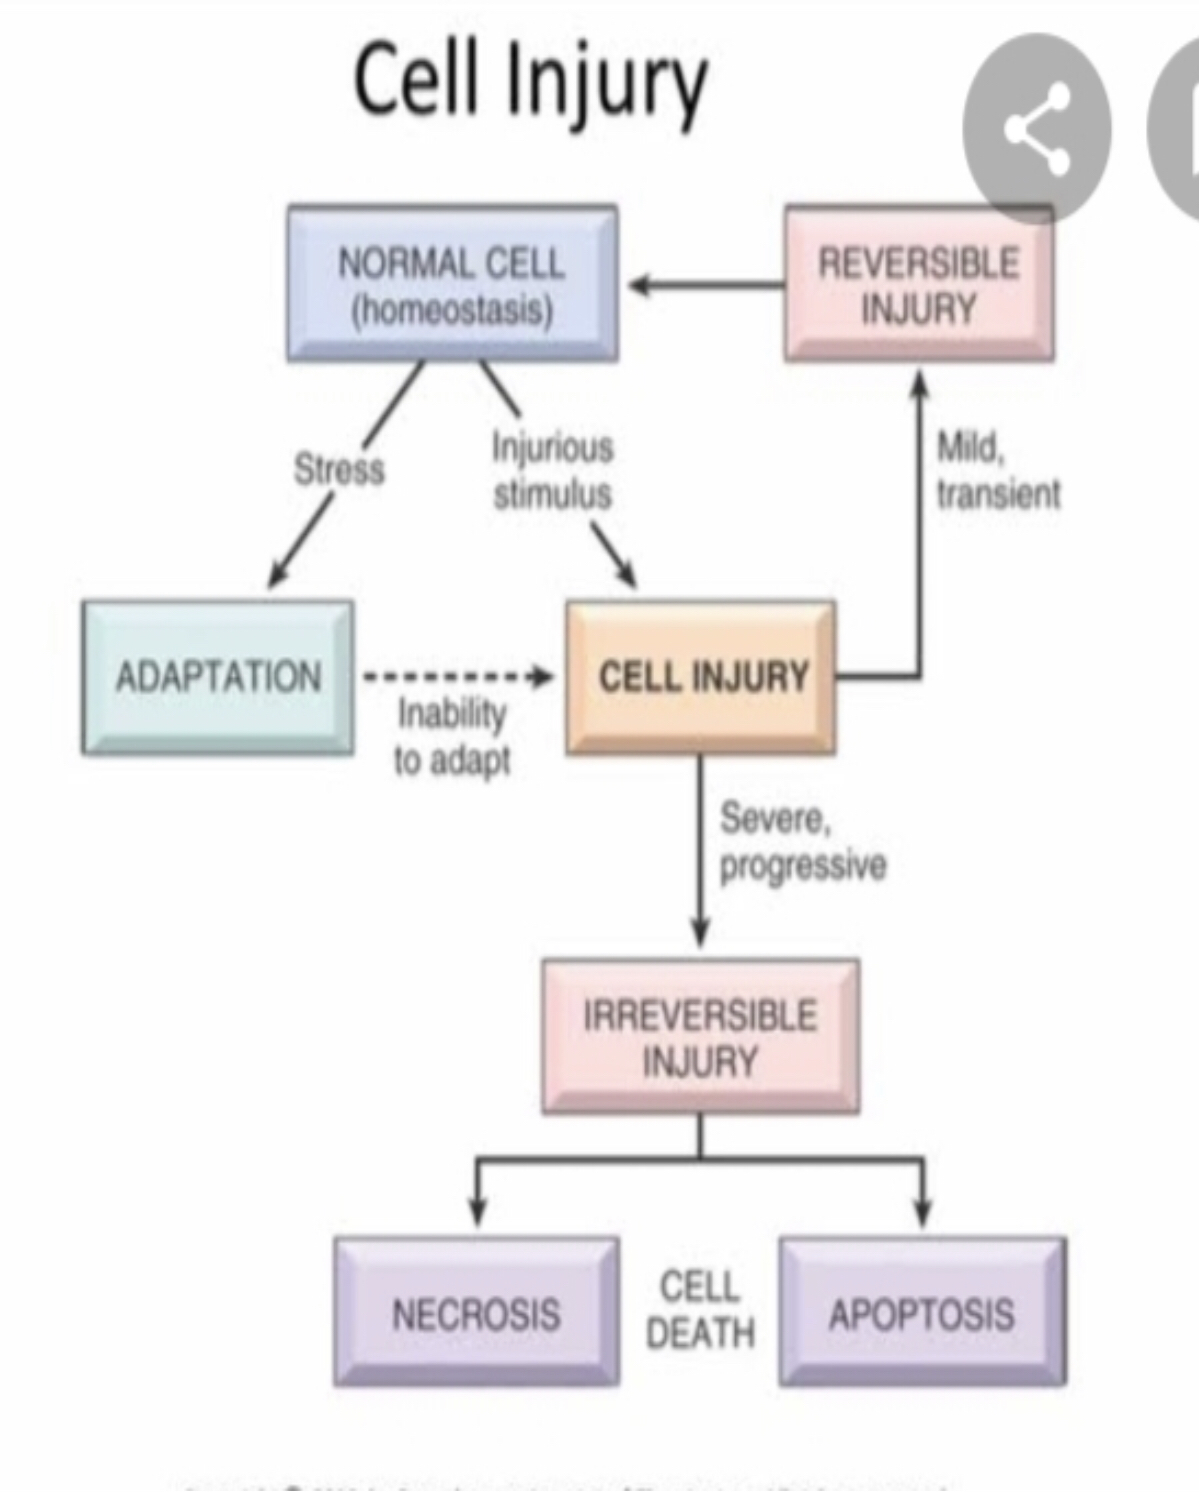 Cell Injury
NORMAL CELL
(homeostasis)
REVERSIBLE
INJURY
Stress
Injurious
stimulus
Mild,
transient
ADAPTATION
Inability
to adapt
CELL INJURY
Severe,
progressive
IRREVERSIBLE
INJURY
NECROSIS
CELL
DEATH
APOPTOSIS